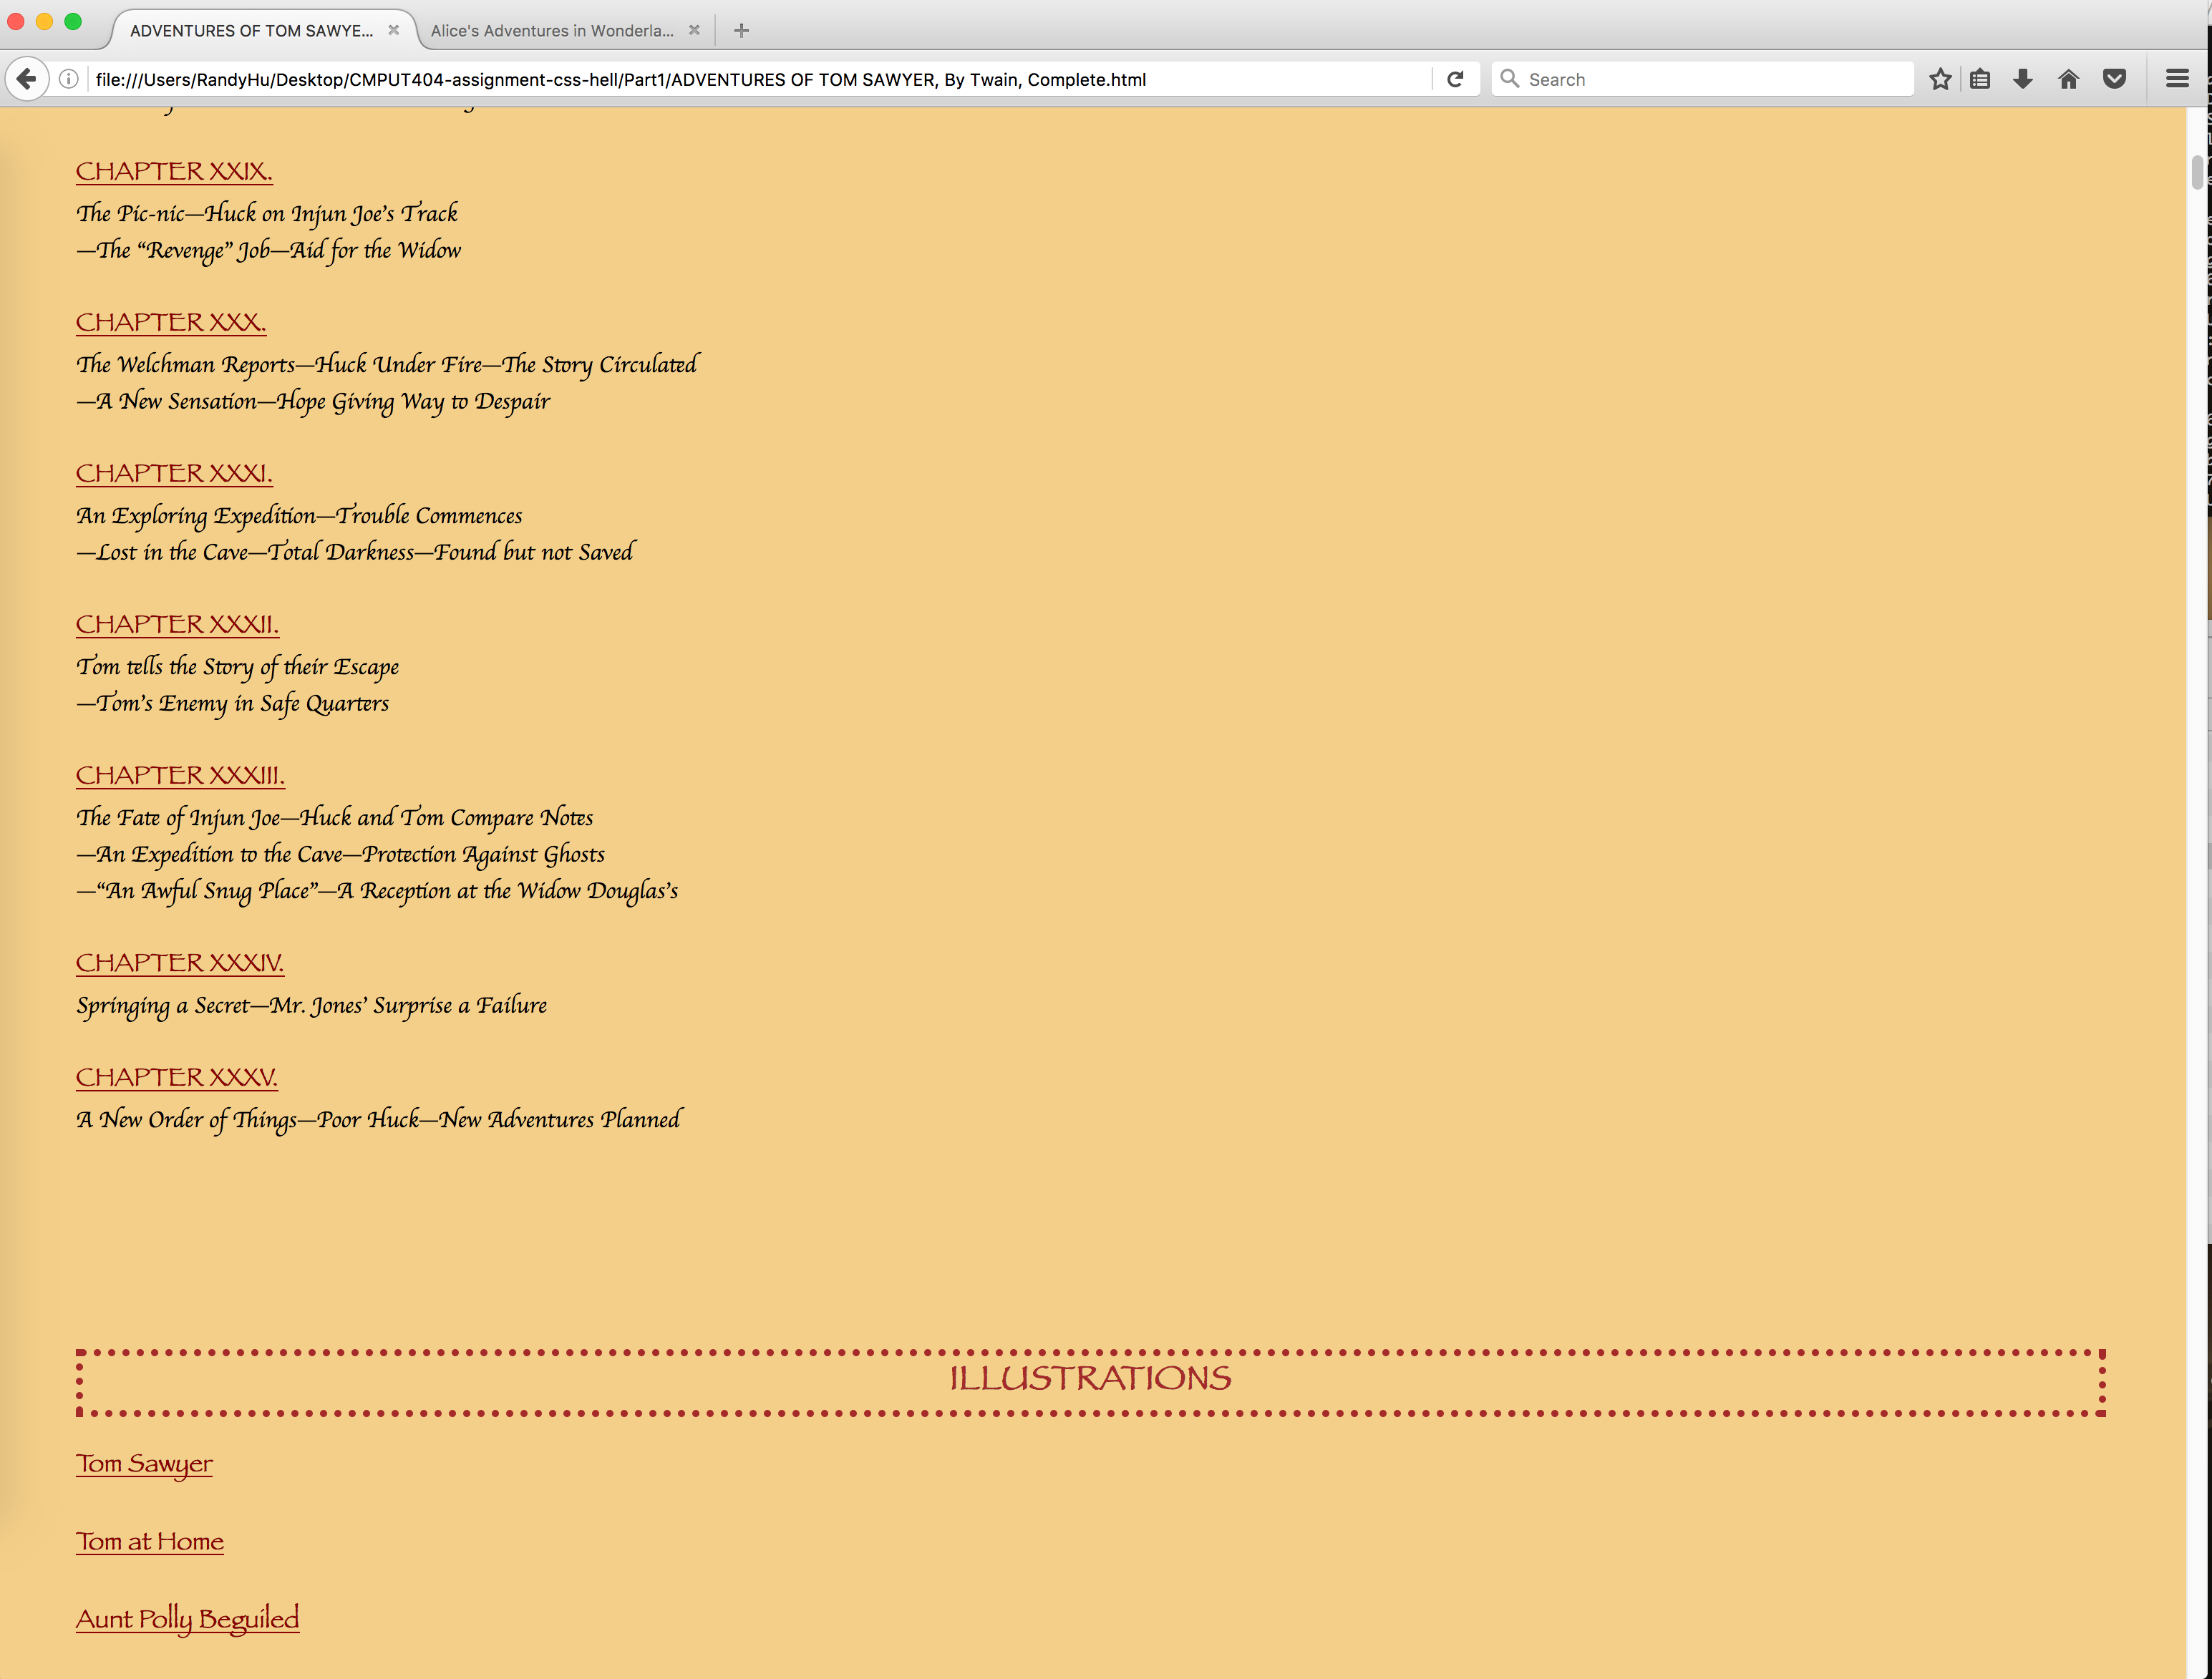 ADVENTURES OF TOM SAWYE...
Alice's Adventures in Wonderla...
file:///Users/RandyHu/Desktop/CMPUT404-assignment-css-hell/Part1/ADVENTURES OF TOM SAWYER, By Twain, Complete.html
Search
CHAPTER XXIX.
The Pic-nic—Huck on Injun Joe’s Track
—The “Revenge” Job—Aid for the Widow
CHAPTER XXX.
The Welchman Reports—Huck Under Fire—The Story Circulated
—A New Sensation—Hope Giving Way to Despair
CHAPTER XXXI.
An Exploring Expedition—Trouble Commences
—Lost in the Cave—Total Darkness—Found but not Saved
CHAPTER XXXII.
Tom tells the Story of their Escape
—Tom’s Enemy in Safe Quarters
CHAPTER XXXIII.
The Fate of Injun Joe—Huck and Tom Compare Notes
—An Expedition to the Cave—Protection Against Ghosts
—“An Awful Snug Place”—A Reception at the Widow Douglas’s
CHAPTER XXXIV.
Springing a Secret—Mr. Jones’ Surprise a Failure
CHAPTER XXXV.
A New Order of Things—Poor Huck—New Adventures Planned
ILLUSTRATIONS
Tom Sawyer
Tom at Home
Aunt Polly Beguiled